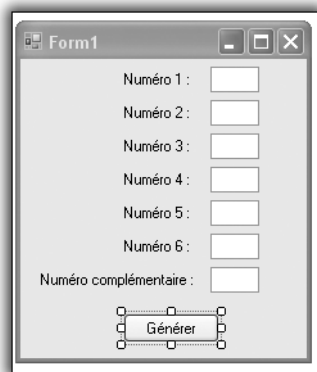 Form1
Numéro 1 :
Numéro 2 :
Numéro 3 :
Numéro 4 :
Numéro 5 :
Numéro 6 :
Numéro complémentaire :
Générer